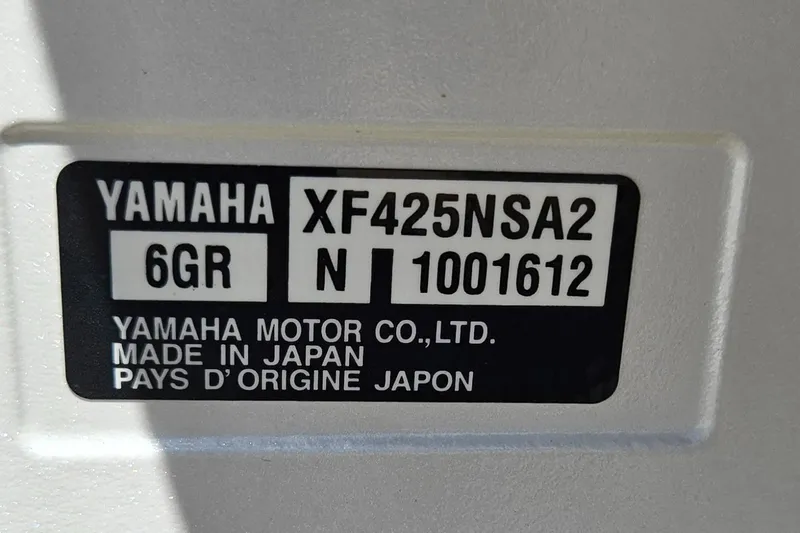 YAMAHA XF425NSA2
6GR N 1001612
YAMAHA MOTOR CO.,LTD.
MADE IN JAPAN
PAYS D'ORIGINE JAPON